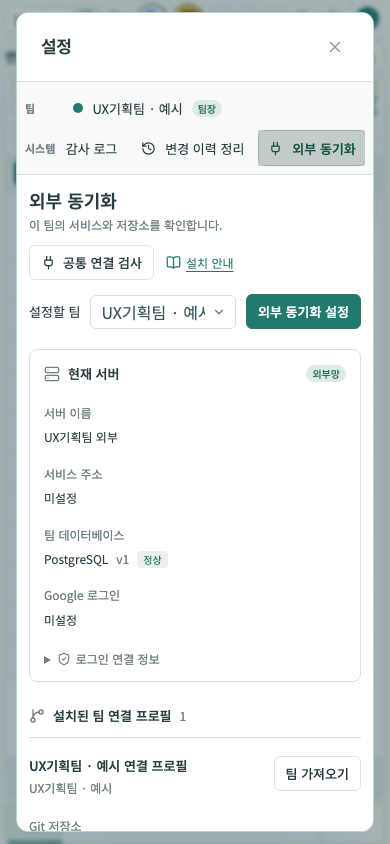 설정
팀 UX기획팀 · 예시 팀장
시스템 감사 로그 변경 이력 정리 외부 동기화
외부 동기화
이 팀의 서비스와 저장소를 확인합니다.
공통 연결 검사 설치 안내
설정할 팀 UX기획팀 · 예시 외부 동기화 설정
현재 서버 외부망
서버 이름
UX기획팀 외부
서비스 주소
미설정
팀 데이터베이스
PostgreSQL v1 정상
Google 로그인
미설정
로그인 연결 정보
설치된 팀 연결 프로필 1
UX기획팀 · 예시 연결 프로필 팀 가져오기
UX기획팀 · 예시
Git 저장소